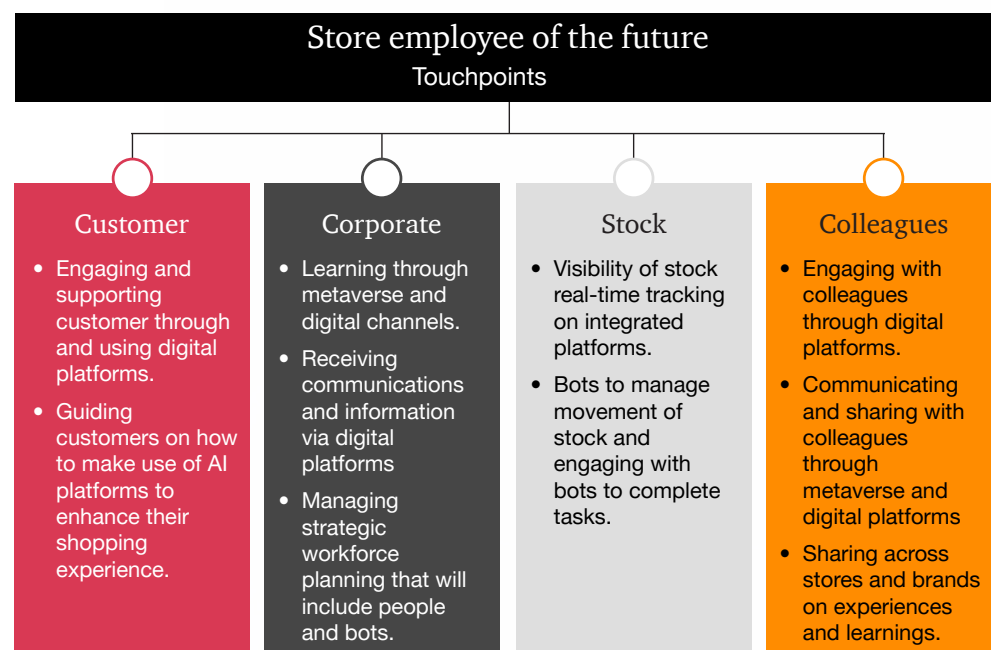 Store employee of the future
Touchpoints
Customer
• Engaging and
supporting
customer through
and using digital
platforms.
• Guiding
customers on how
to make use of AI
platforms to
enhance their
shopping
experience.
Corporate
• Learning through
metaverse and
digital channels.
• Receiving
communications
and information
via digital
platforms
• Managing
strategic
workforce
planning that will
include people
and bots.
Stock
• Visibility of stock
real-time tracking
on integrated
platforms.
• Bots to manage
movement of
stock and
engaging with
bots to complete
tasks.
Colleagues
• Engaging with
colleagues
through digital
platforms.
• Communicating
and sharing with
colleagues
through
metaverse and
digital platforms
• Sharing across
stores and brands
on experiences
and learnings.